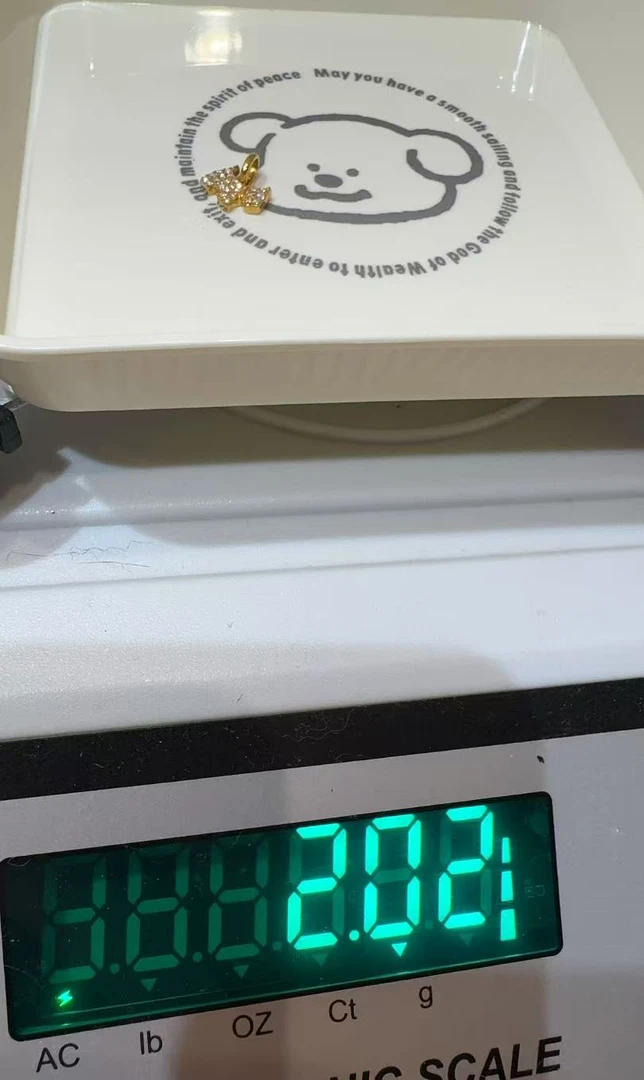 May you have a smooth sailing and follow the God of Wealth to enter and exit, and maintain the spirit of peace
2.02
AC lb OZ Ct g
SCALE